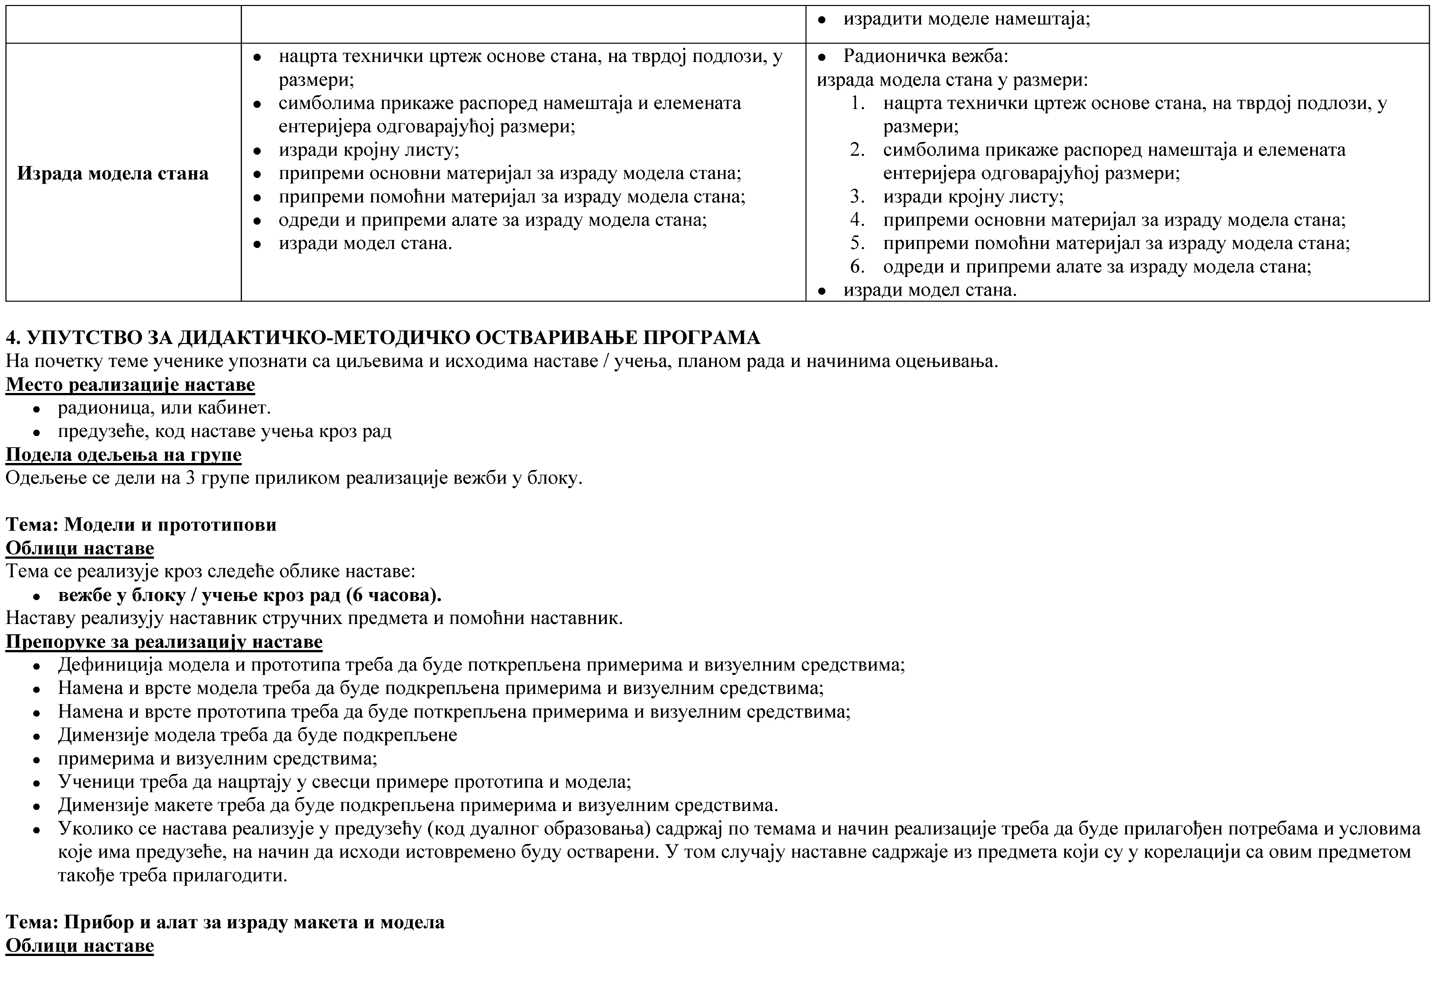 • израдити моделе намештаја;
Израда модела стана
• нацрта технички цртеж основе стана, на тврдој подлози, у
размери;
• симболима прикаже распоред намештаја и елемената
ентеријера одговарајућој размери;
• изради кројну листу;
• припреми основни материјал за израду модела стана;
• припреми помоћни материјал за израду модела стана;
• одреди и припреми алате за израду модела стана;
• изради модел стана.
• Радионичка вежба:
израда модела стана у размери:
1. нацрта технички цртеж основе стана, на тврдој подлози, у
размери;
2. симболима прикаже распоред намештаја и елемената
ентеријера одговарајућој размери;
3. изради кројну листу;
4. припреми основни материјал за израду модела стана;
5. припреми помоћни материјал за израду модела стана;
6. одреди и припреми алате за израду модела стана;
• изради модел стана.
4. УПУТСТВО ЗА ДИДАКТИЧКО-МЕТОДИЧКО ОСТВАРИВАЊЕ ПРОГРАМА
На почетку теме ученике упознати са циљевима и исходима наставе / учења, планом рада и начинима оцењивања.
Место реализације наставе
• радионица, или кабинет.
• предузеће, код наставе учења кроз рад
Подела одељења на групе
Одељење се дели на 3 групе приликом реализације вежби у блоку.
Тема: Модели и прототипови
Облици наставе
Тема се реализује кроз следеће облике наставе:
• вежбе у блоку / учење кроз рад (6 часова).
Наставу реализују наставник стручних предмета и помоћни наставник.
Препоруке за реализацију наставе
• Дефиниција модела и прототипа треба да буде поткрепљена примерима и визуелним средствима;
• Намена и врсте модела треба да буде подкрепљена примерима и визуелним средствима;
• Намена и врсте прототипа треба да буде поткрепљена примерима и визуелним средствима;
• Димензије модела треба да буде подкрепљене
• примерима и визуелним средствима;
• Ученици треба да нацртају у свесци примере прототипа и модела;
• Димензије макете треба да буде подкрепљена примерима и визуелним средствима.
• Уколико се настава реализује у предузећу (код дуалног образовања) садржај по темама и начин реализације треба да буде прилагођен потребама и условима
које има предузеће, на начин да исходи истовремено буду остварени. У том случају наставне садржаје из предмета који су у корелацији са овим предметом
такође треба прилагодити.
Тема: Прибор и алат за израду макета и модела
Облици наставе